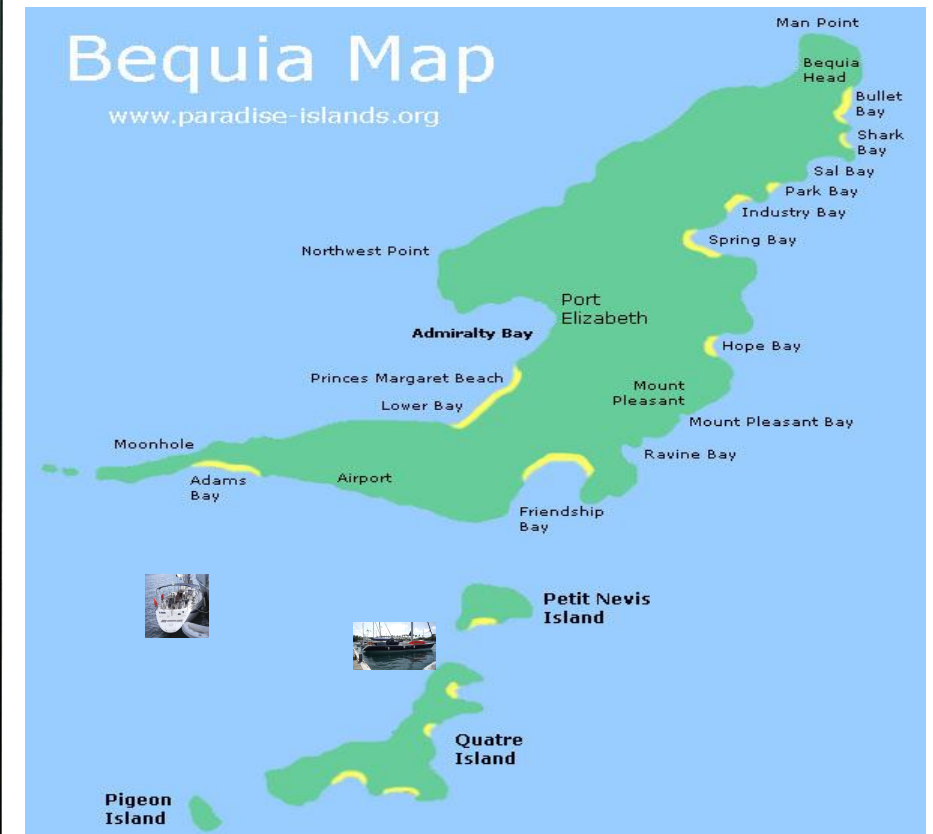 Man Point
Bequia Map
Bequia
Head
www.paradise-islands.org
Bullet
Bay
Shark
Bay
Sal Bay
Park Bay
Industry Bay
Spring Bay
Northwest Point
Port
Elizabeth
Admiralty Bay
Hope Bay
Princes Margaret Beach
Mount
Pleasant
Lower Bay
Mount Pleasant Bay
Moonhole
Ravine Bay
Adams
Bay
Airport
Friendship
Bay
Petit Nevis
Island
Quatre
Island
Pigeon
Island